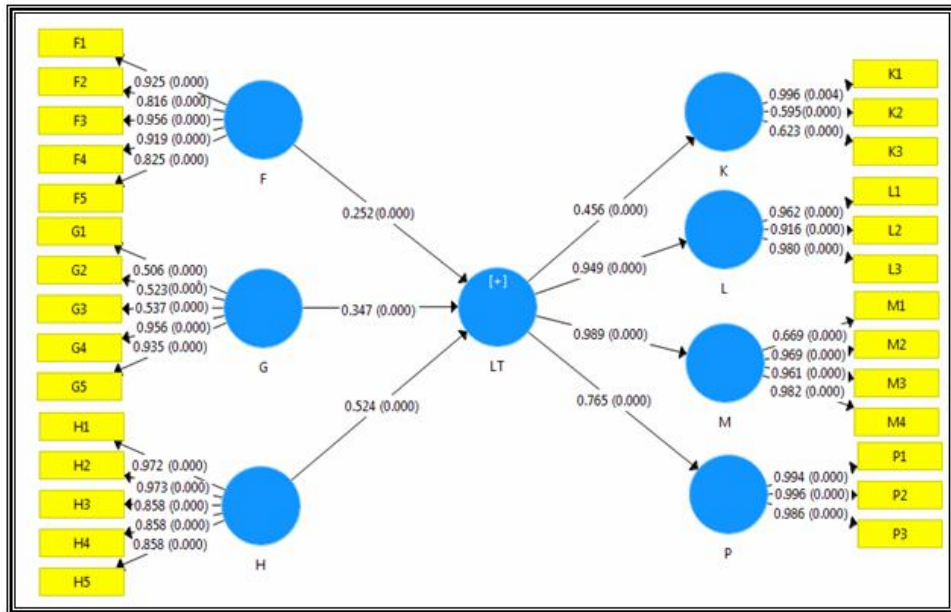 F1
F2
F3
F4
F5
0.925 (0.000)
0.816 (0.000)
0.956 (0.000)
0.919 (0.000)
0.825 (0.000)
F
G1
G2
G3
G4
G5
0.506 (0.000)
0.523(0.000)
0.537 (0.000)
0.956 (0.000)
0.935 (0.000)
G
H1
H2
H3
H4
H5
0.972 (0.000)
0.973 (0.000)
0.858 (0.000)
0.858 (0.000)
0.858 (0.000)
H
0.252 (0.000)
0.347 (0.000)
0.524 (0.000)
[+]
LT
0.456 (0.000)
0.949 (0.000)
0.989 (0.000)
0.765 (0.000)
K
0.996 (0.004)
0.595(0.000)
0.623 (0.000)
K1
K2
K3
L
0.962 (0.000)
0.916 (0.000)
0.980 (0.000)
L1
L2
L3
M
0.669 (0.000)
0.969 (0.000)
0.961 (0.000)
0.982 (0.000)
M1
M2
M3
M4
P
0.994 (0.000)
0.996 (0.000)
0.986 (0.000)
P1
P2
P3